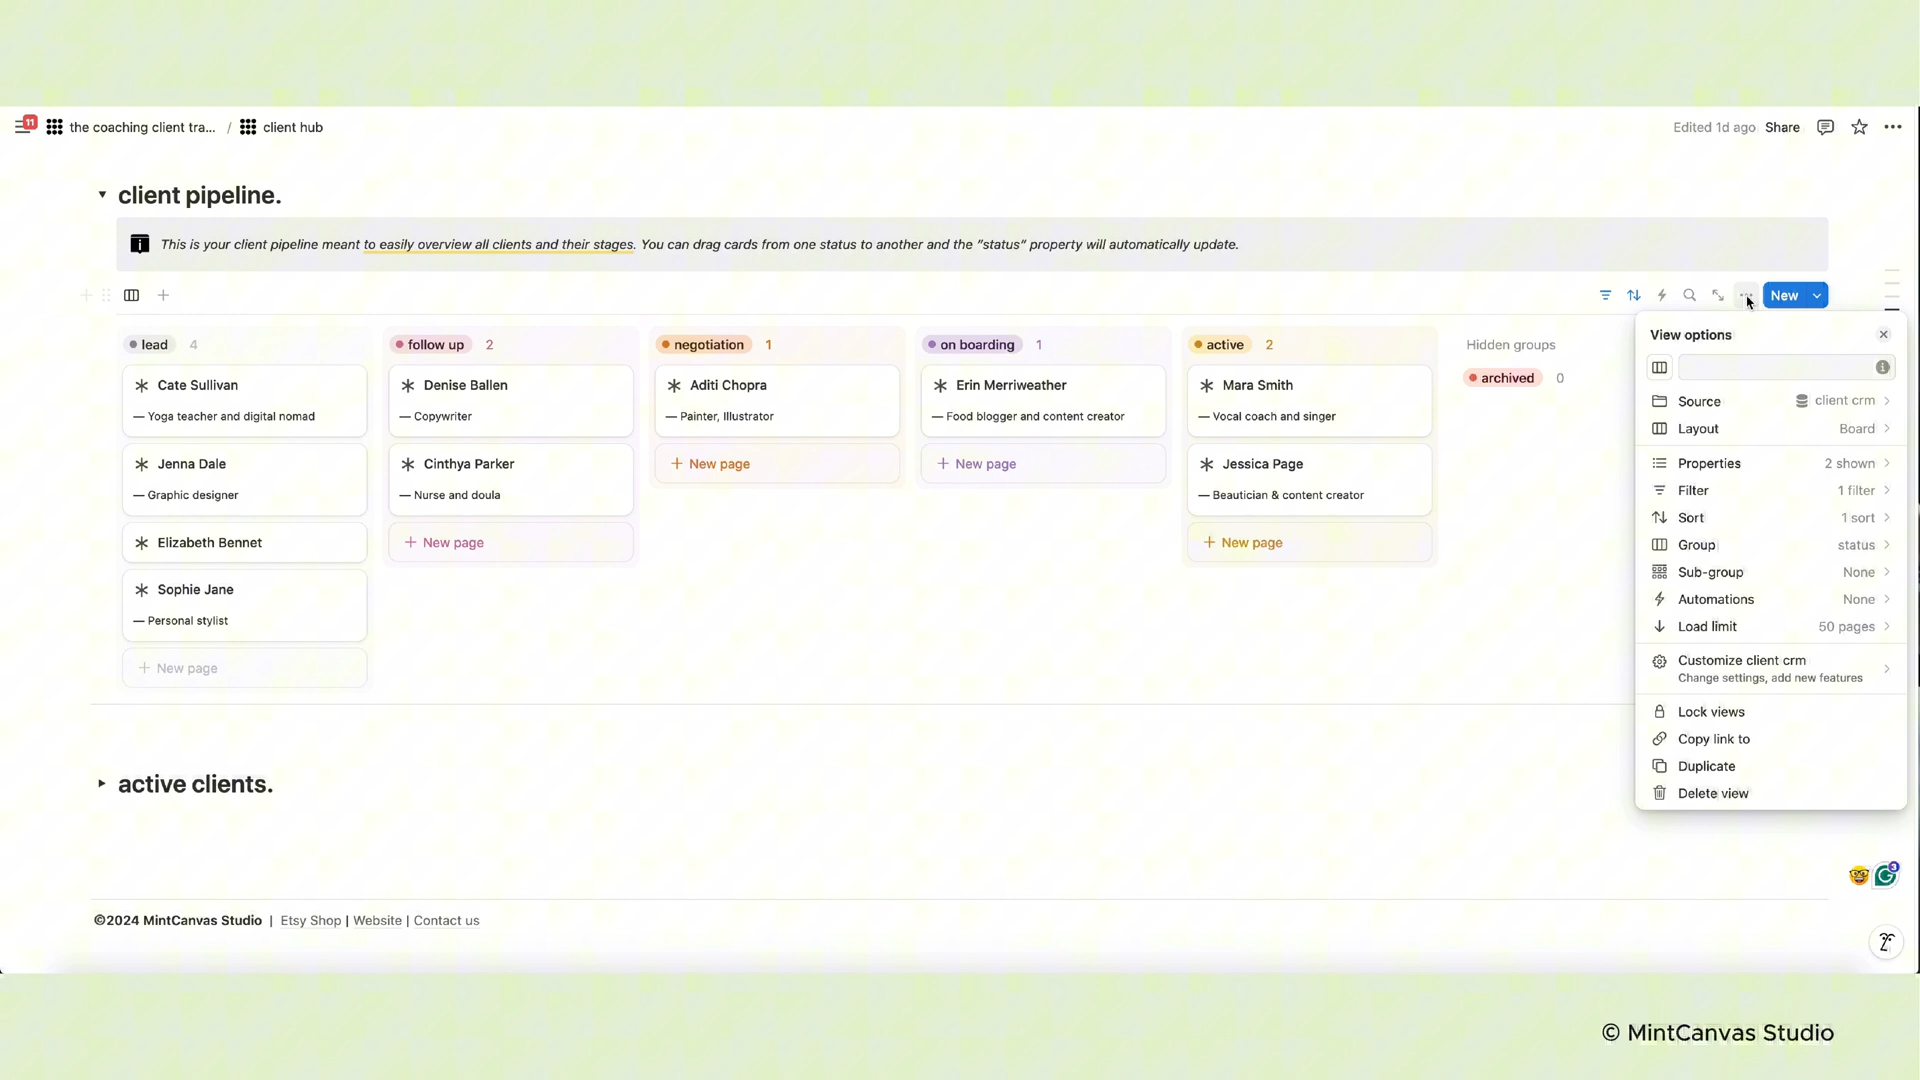 11
the coaching client tra... / client hub
Edited 1d ago Share
client pipeline.
This is your client pipeline meant to easily overview all clients and their stages. You can drag cards from one status to another and the "status" property will automatically update.
New
lead 4
Cate Sullivan
— Yoga teacher and digital nomad
Jenna Dale
— Graphic designer
Elizabeth Bennet
Sophie Jane
— Personal stylist
+ New page
follow up 2
Denise Ballen
— Copywriter
Cinthya Parker
— Nurse and doula
+ New page
negotiation 1
Aditi Chopra
— Painter, Illustrator
+ New page
on boarding 1
Erin Merriweather
— Food blogger and content creator
+ New page
active 2
Mara Smith
— Vocal coach and singer
Jessica Page
— Beautician & content creator
+ New page
Hidden groups
archived 0
View options
Source client crm
Layout Board
Properties 2 shown
Filter 1 filter
Sort 1 sort
Group status
Sub-group None
Automations None
Load limit 50 pages
Customize client crm
Change settings, add new features
Lock views
Copy link to
Duplicate
Delete view
active clients.
3
©2024 MintCanvas Studio | Etsy Shop | Website | Contact us
© MintCanvas Studio